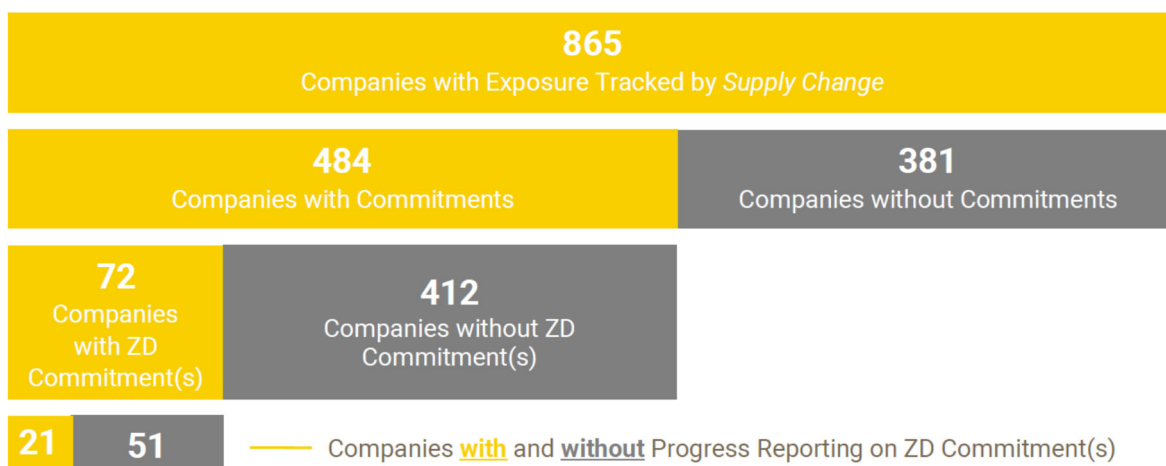 865
Companies with Exposure Tracked by Supply Change
484
Companies with Commitments
381
Companies without Commitments
72
Companies
with ZD
Commitment(s)
412
Companies without ZD
Commitment(s)
21
51
Companies with and without Progress Reporting on ZD Commitment(s)